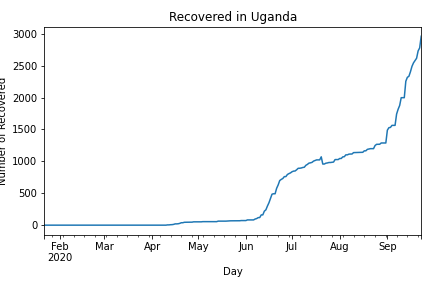 Recovered in Uganda
Number of Recovered
3000
2500
2000
1500
1000
500
0
Feb Mar Apr May Jun Jul Aug Sep
2020
Day